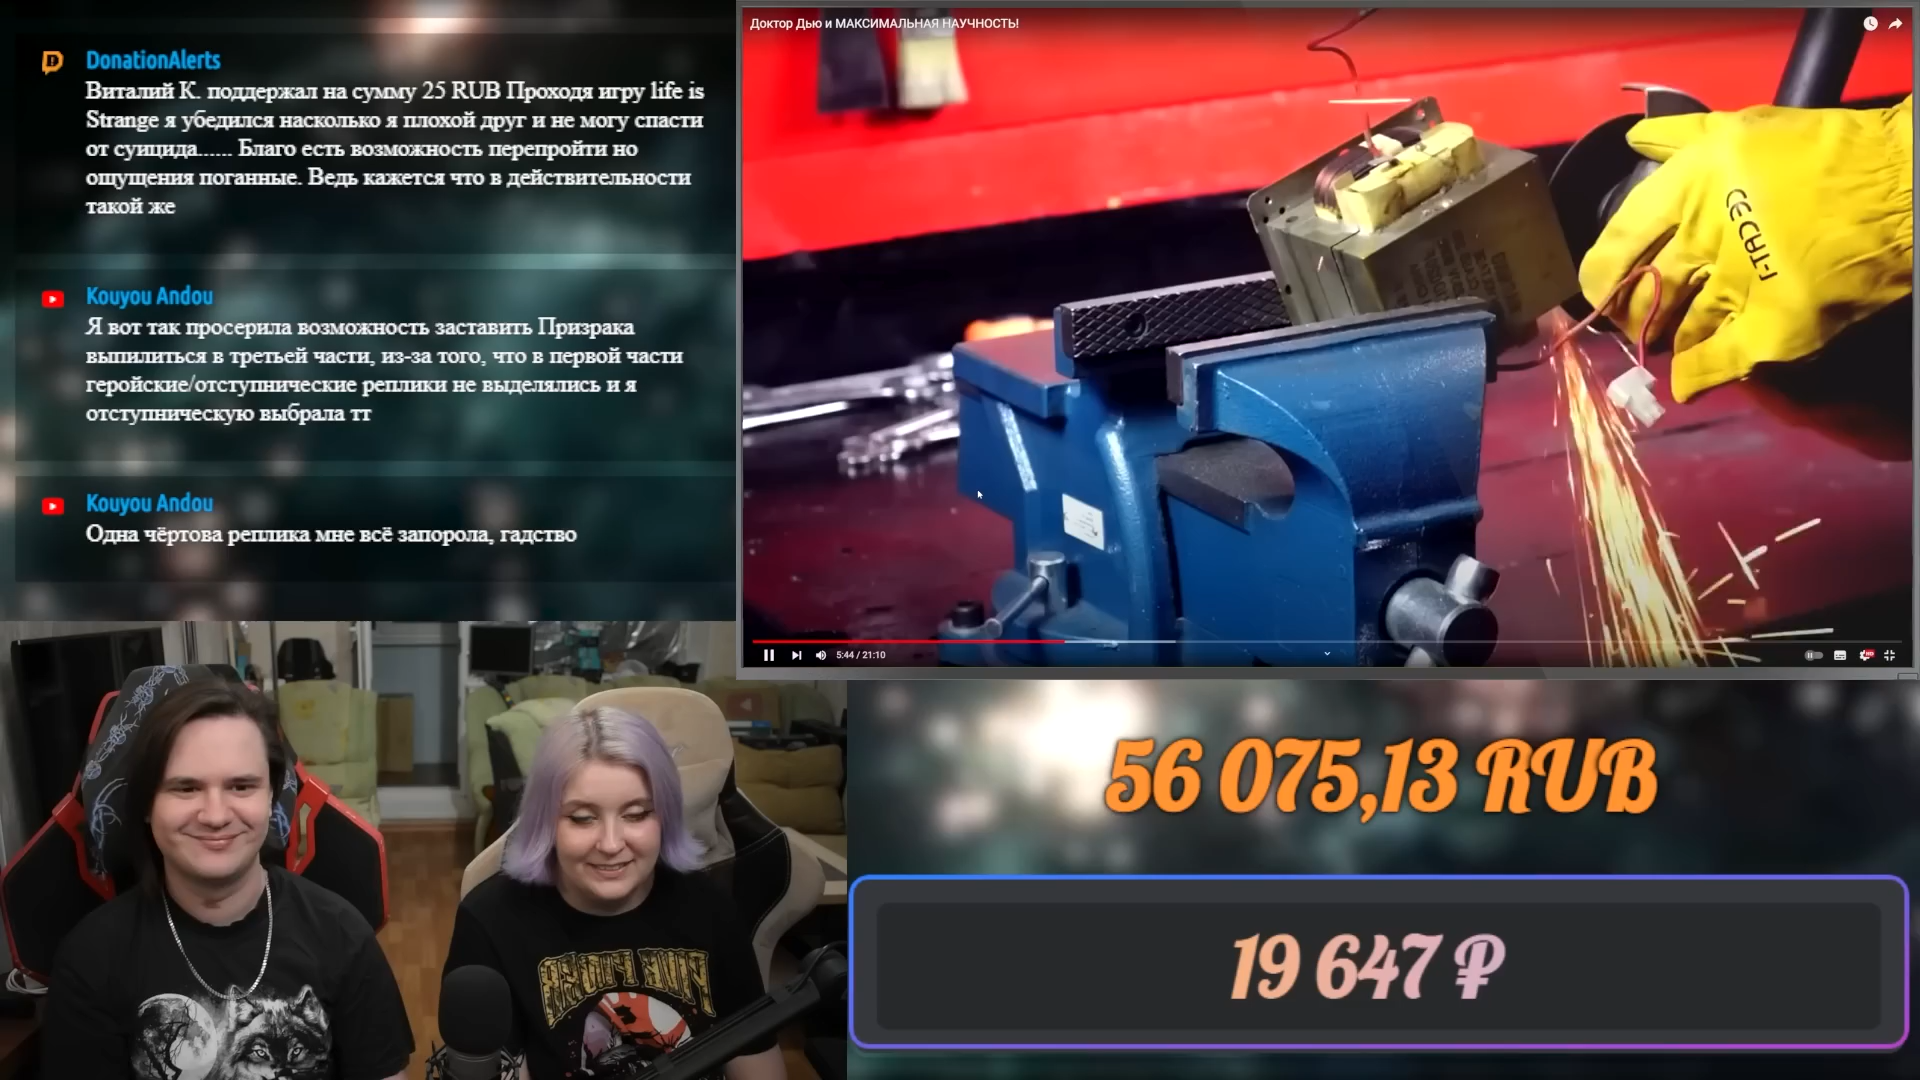 DonationAlerts
Виталий К. поддержал на сумму 25 RUB Проходя игру life is
Strange я убедился насколько я плохой друг и не могу спасти
от суицида...... Благо есть возможность перепройти но
ощущения поганные. Ведь кажется что в действительности
такой же
Kouyou Andou
Я вот так просерила возможность заставить Призрака
выпилиться в третьей части, из-за того, что в первой части
геройские/отступнические реплики не выделялись и я
отступническую выбрала тт
Kouyou Andou
Одна чёртова реплика мне всё запорола, гадство
Доктор Дью и МАКСИМАЛЬНАЯ НАУЧНОСТЬ!
5:44 / 21:10
56 075,13 RUB
19 647 ₽